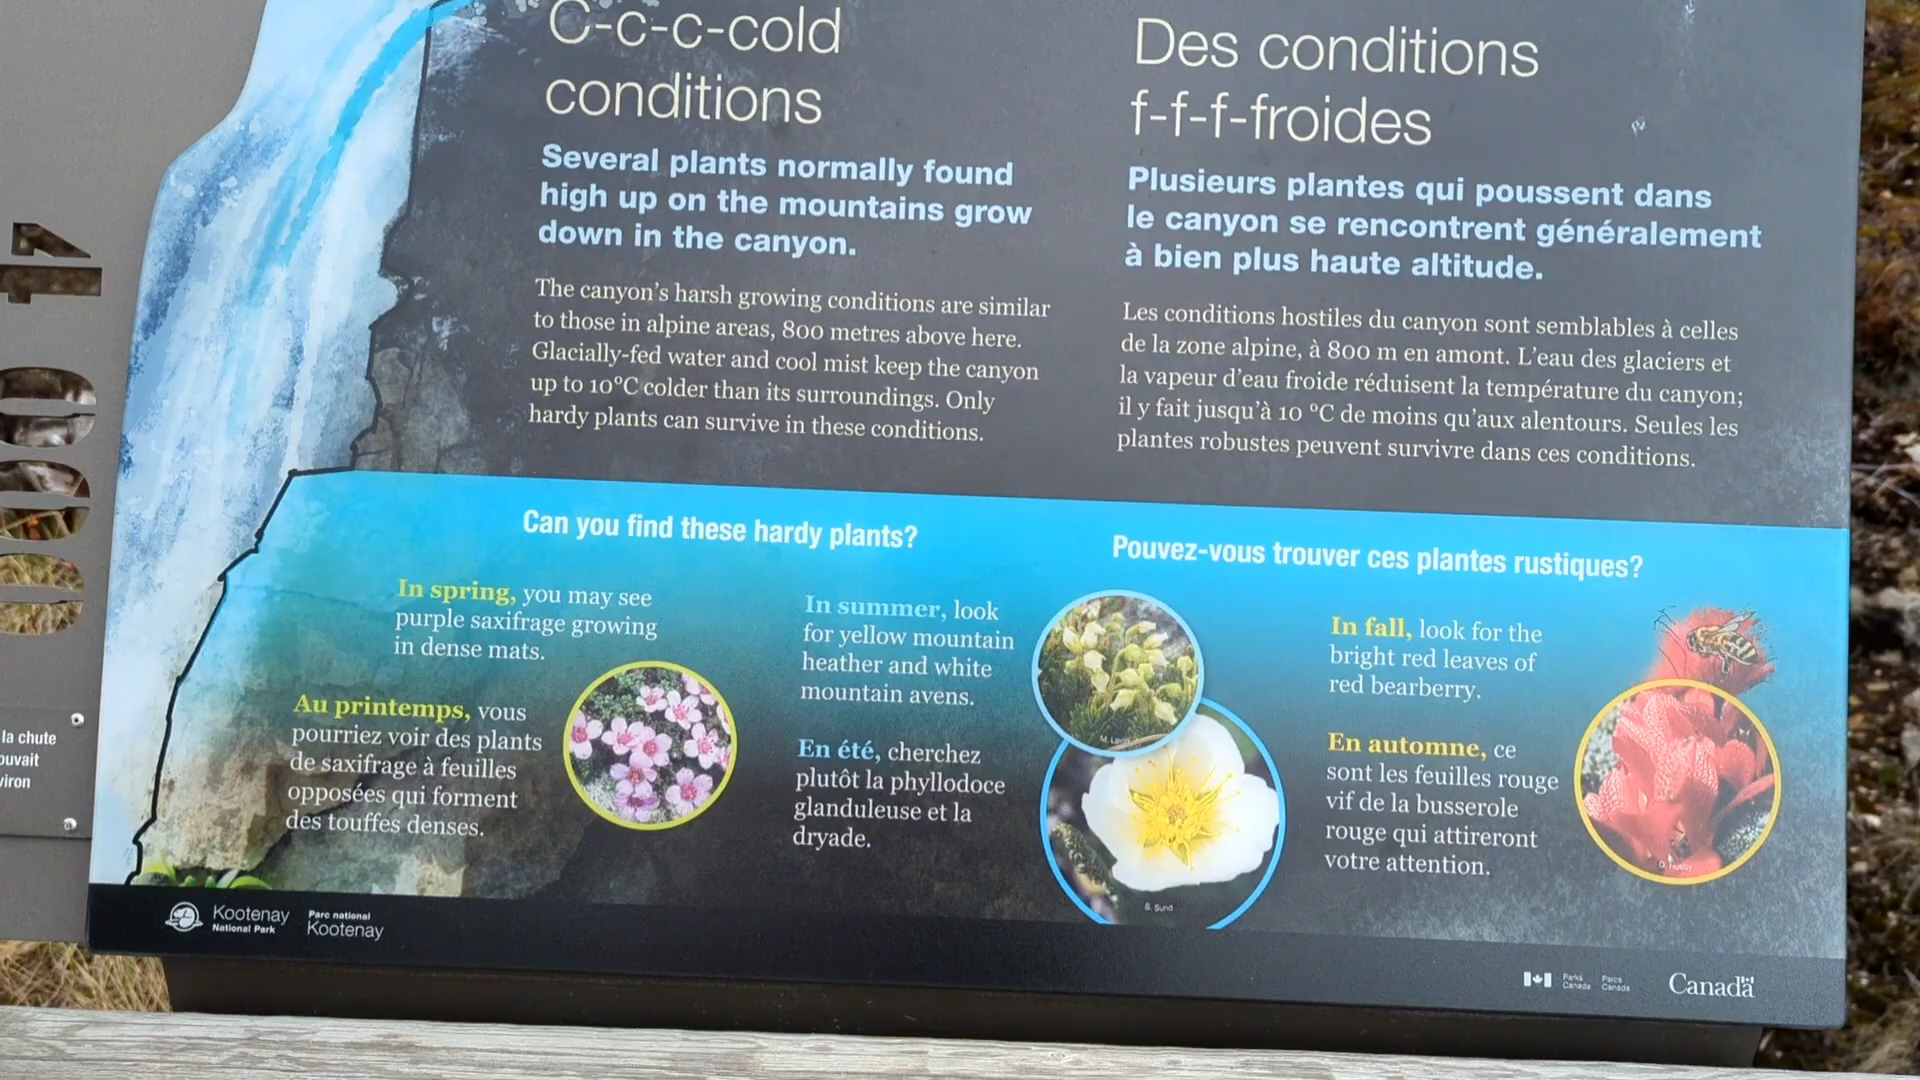 C-c-c-cold
conditions
Several plants normally found
high up on the mountains grow
down in the canyon.
The canyon's harsh growing conditions are similar
to those in alpine areas, 800 metres above here.
Glacially-fed water and cool mist keep the canyon
up to 10°C colder than its surroundings. Only
hardy plants can survive in these conditions.
Des conditions
f-f-f-froides
Plusieurs plantes qui poussent dans
le canyon se rencontrent généralement
à bien plus haute altitude.
Les conditions hostiles du canyon sont semblables à celles
de la zone alpine, à 800 m en amont. L'eau des glaciers et
la vapeur d'eau froide réduisent la température du canyon;
il y fait jusqu'à 10 °C de moins qu'aux alentours. Seules les
plantes robustes peuvent survivre dans ces conditions.
Can you find these hardy plants?
Pouvez-vous trouver ces plantes rustiques?
In spring, you may see
purple saxifrage growing
in dense mats.
Au printemps, vous
pourriez voir des plants
de saxifrage à feuilles
opposées qui forment
des touffes denses.
In summer, look
for yellow mountain
heather and white
mountain avens.
En été, cherchez
plutôt la phyllodoce
glanduleuse et la
dryade.
S. Sund
In fall, look for the
bright red leaves of
red bearberry.
En automne, ce
sont les feuilles rouge
vif de la busserole
rouge qui attireront
votre attention.
la chute
ouvait
viron
Kootenay
National Park
Parc national
Kootenay
Parks
Canada
Parcs
Canada
Canada